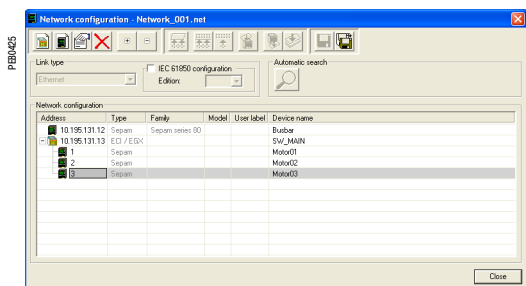 PEB0425
Network configuration - Network_001.net
Link type
Ethernet
IEC 61850 configuration
Edition:
Automatic search
Network configuration
Address Type Family Model User label Device name
10.195.131.12 Sepam Sepam series 80 Busbar
10.195.131.13 ECI / EGX SW_MAIN
1 Sepam Motor01
2 Sepam Motor02
3 Sepam Motor03
Close